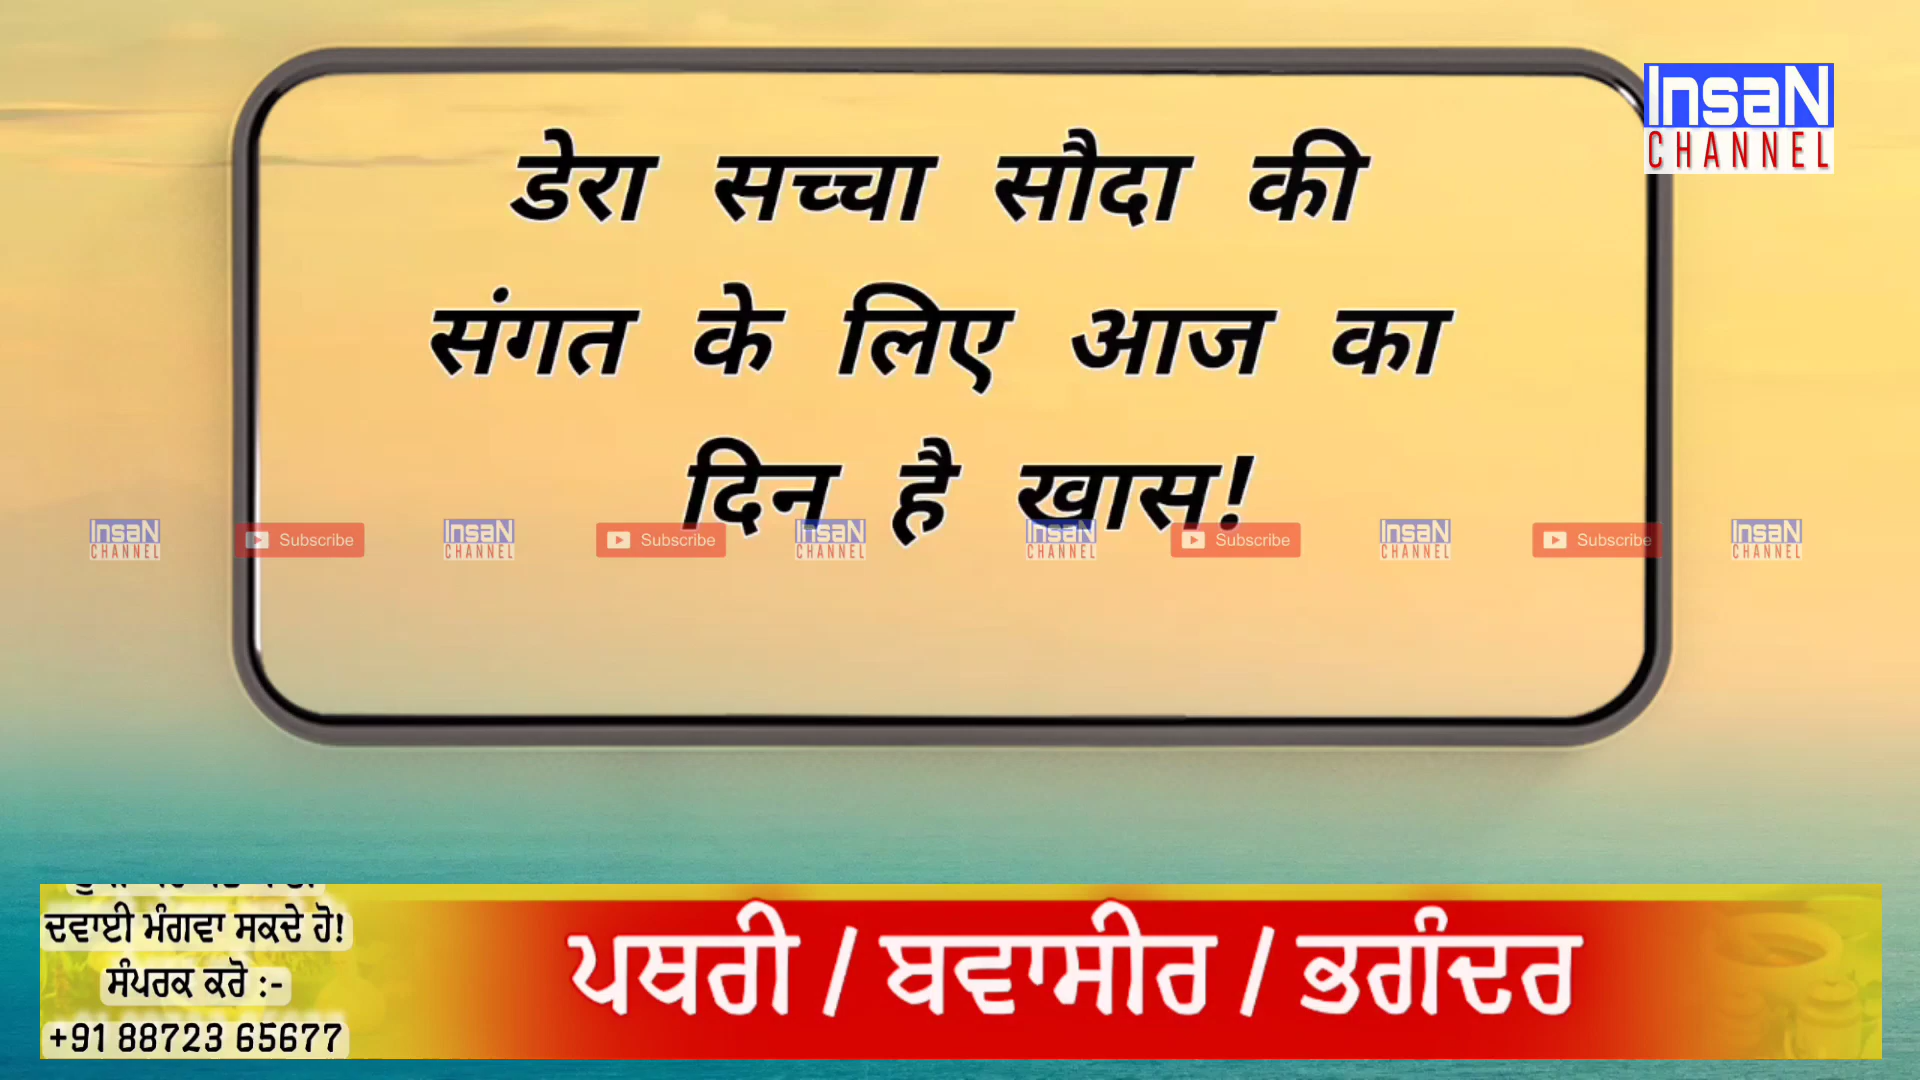 InsaN
CHANNEL
डेरा सच्चा सौदा की
संगत के लिए आज का
दिन है खास!
InsaN CHANNEL Subscribe InsaN CHANNEL Subscribe InsaN CHANNEL InsaN CHANNEL Subscribe InsaN CHANNEL Subscribe InsaN CHANNEL
ਦਵਾਈ ਮੰਗਵਾ ਸਕਦੇ ਹੋ!
ਸੰਪਰਕ ਕਰੋ :-
+91 88723 65677
ਪਥਰੀ / ਬਵਾਸੀਰ / ਭਗੰਦਰ